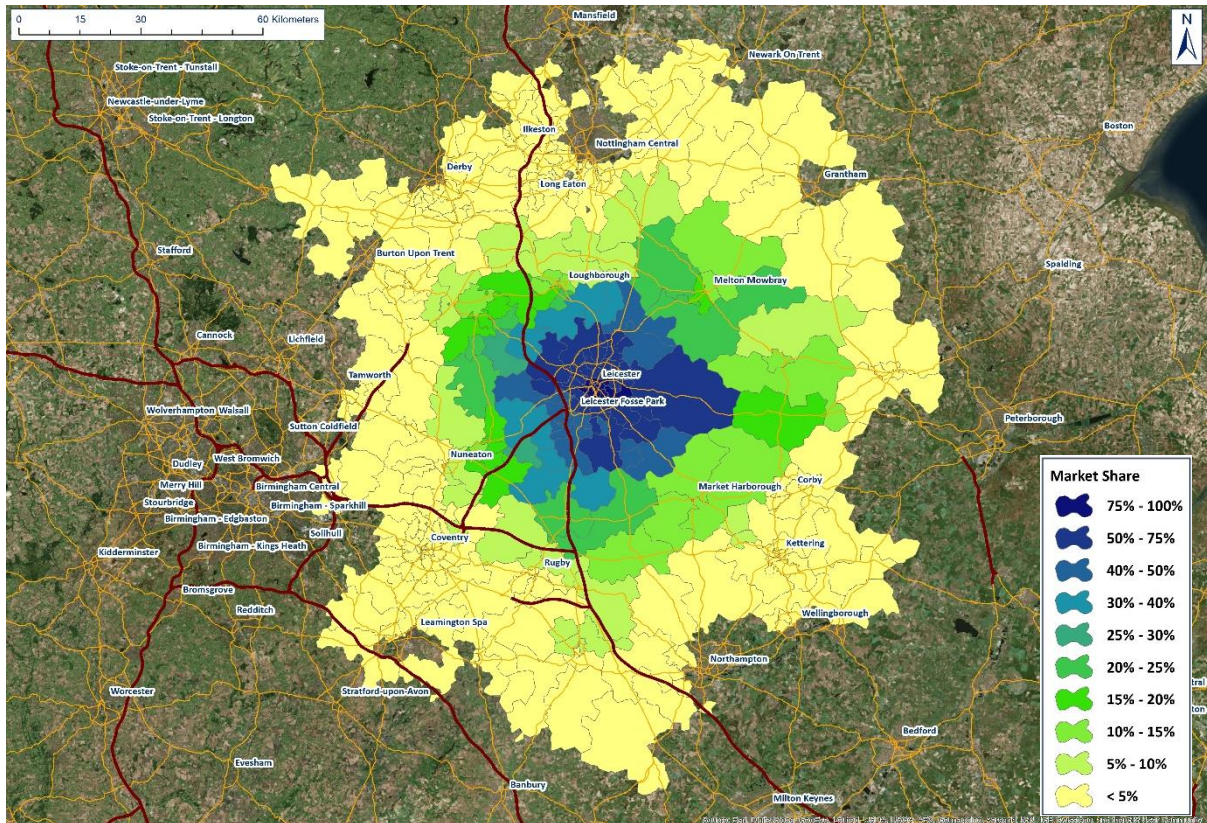 0 15 30 60 Kilometers
Mansfield
N
Newark On Trent
Stoke-on-Trent - Tunstall
Newcastle-under-Lyme
Stoke-on-Trent - Longton
Boston
Ilkeston
Nottingham Central
Derby
Grantham
Long Eaton
Stafford
Burton Upon Trent
Spalding
Loughborough
Melton Mowbray
Cannock
Lichfield
Tamworth
Leicester
Leicester Fosse Park
Wolverhampton
Walsall
Peterborough
Sutton Coldfield
West Bromwich
Nuneaton
Dudley
Market Harborough
Corby
Merry Hill
Birmingham Central
Stourbridge
Birmingham - Sparkhill
Birmingham - Edgbaston
Solihull
Coventry
Kettering
Kidderminster
Birmingham - Kings Heath
Rugby
Bromsgrove
Redditch
Wellingborough
Leamington Spa
Northampton
Worcester
Stratford-upon-Avon
Bedford
Evesham
Banbury
Milton Keynes
Market Share
75% - 100%
50% - 75%
40% - 50%
30% - 40%
25% - 30%
20% - 25%
15% - 20%
10% - 15%
5% - 10%
< 5%